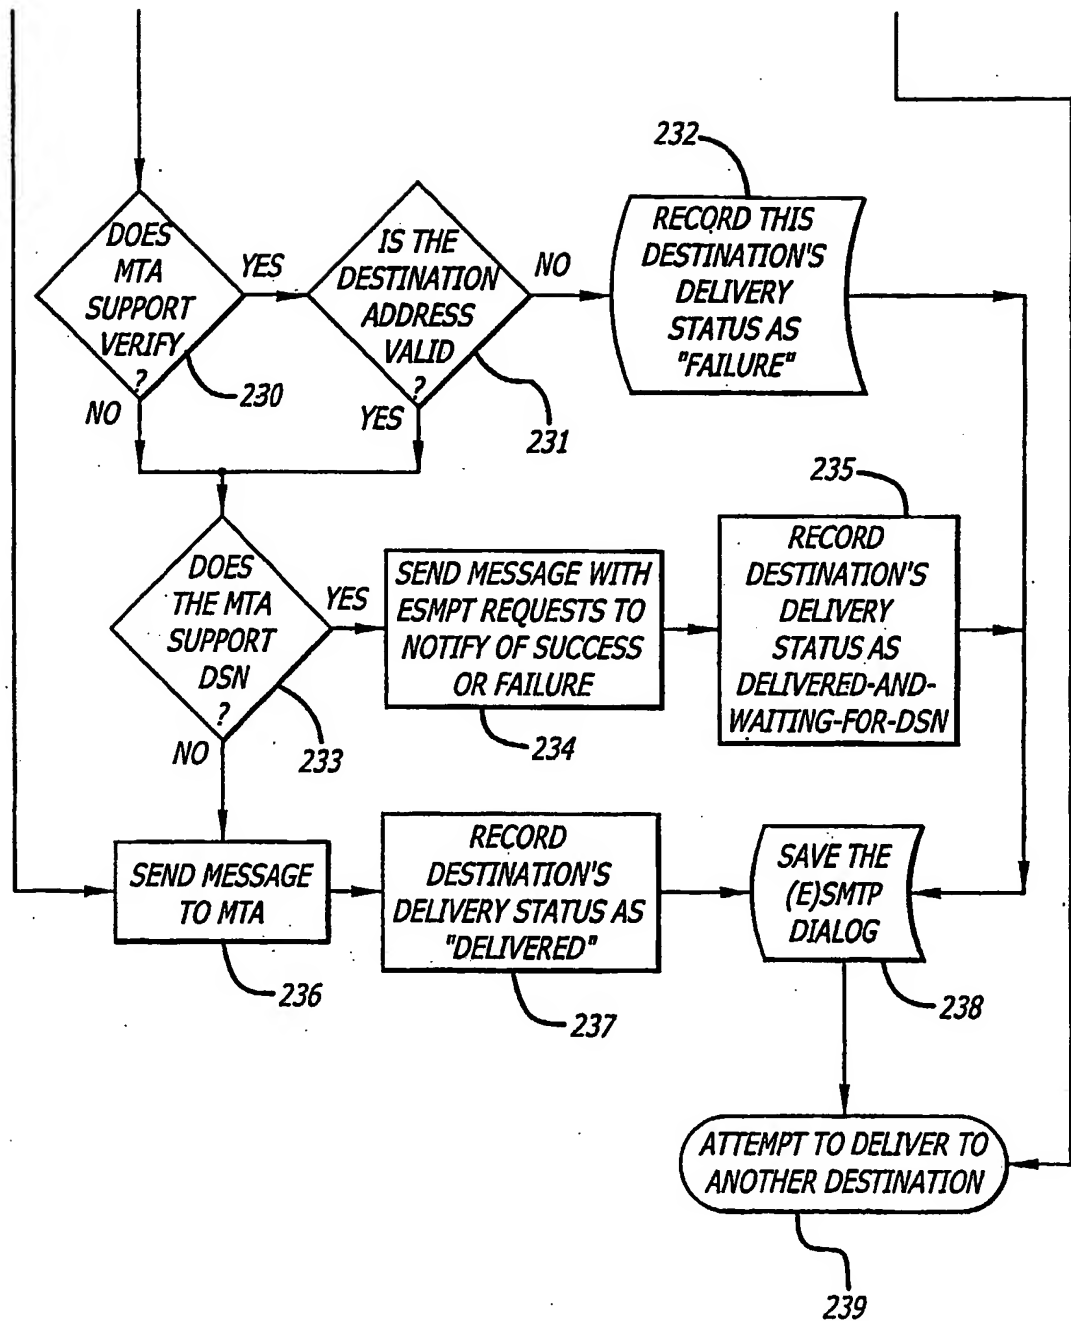 232
DOES
MTA
SUPPORT
VERIFY
?
YES
IS THE
DESTINATION
ADDRESS
VALID
?
NO
RECORD THIS
DESTINATION'S
DELIVERY
STATUS AS
"FAILURE"
230
NO
YES
231
235
DOES
THE MTA
SUPPORT
DSN
?
YES
SEND MESSAGE WITH
ESMPT REQUESTS TO
NOTIFY OF SUCCESS
OR FAILURE
RECORD
DESTINATION'S
DELIVERY
STATUS AS
DELIVERED-AND-
WAITING-FOR-DSN
NO
233
234
SEND MESSAGE
TO MTA
RECORD
DESTINATION'S
DELIVERY STATUS AS
"DELIVERED"
SAVE THE
(E)SMTP
DIALOG
236
237
238
ATTEMPT TO DELIVER TO
ANOTHER DESTINATION
239